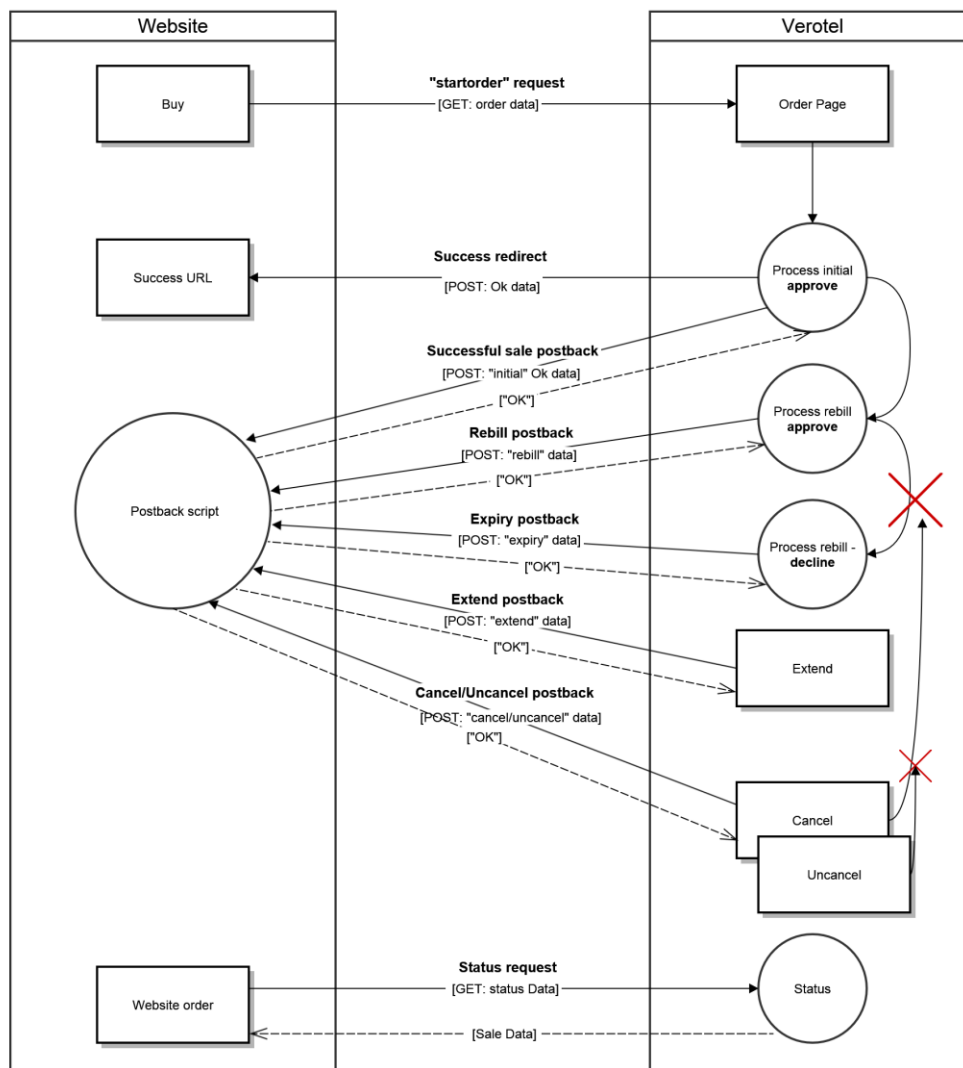 Website
Verotel
"startorder" request
Buy
[GET: order data]
Order Page
Success redirect
Process initial
approve
Success URL
[POST: Ok data]
Successful sale postback
[POST: "initial" Ok data]
["OK"]
Process rebill
approve
Rebill postback
[POST: "rebill" data]
["OK"]
Postback script
Expiry postback
[POST: "expiry" data]
["OK"]
Process rebill -
decline
Extend postback
[POST: "extend" data]
["OK"]
Extend
Cancel/Uncancel postback
[POST: "cancel/uncancel" data]
["OK"]
Cancel
Uncancel
Status request
[GET: status Data]
Status
Website order
[Sale Data]